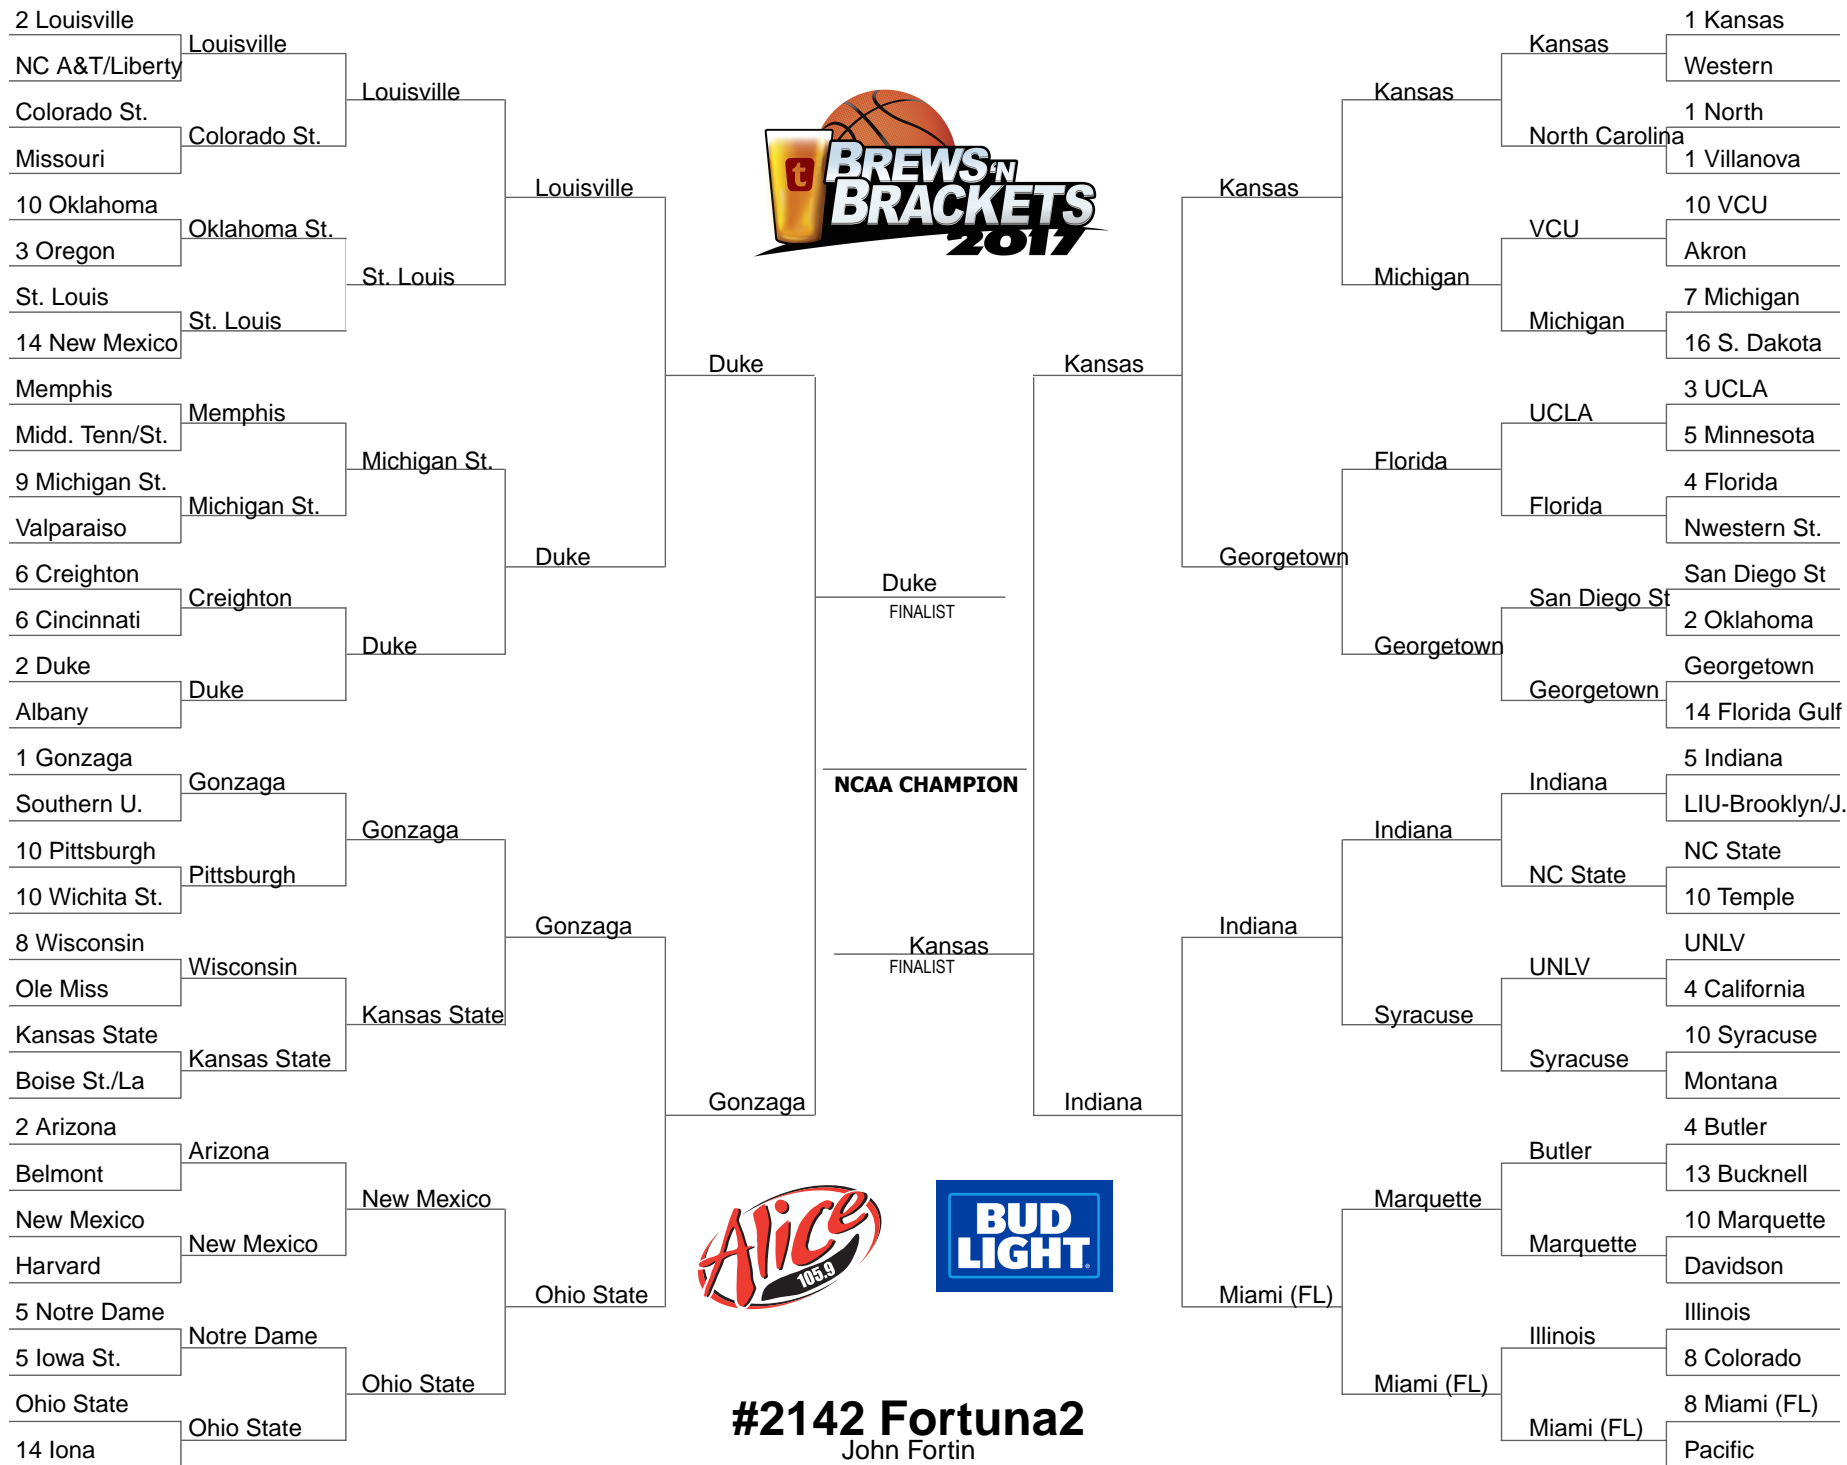 2 Louisville
NC A&T/Liberty
Colorado St.
Missouri
10 Oklahoma
3 Oregon
St. Louis
14 New Mexico
Memphis
Midd. Tenn/St.
9 Michigan St.
Valparaiso
6 Creighton
6 Cincinnati
2 Duke
Albany
1 Gonzaga
Southern U.
10 Pittsburgh
10 Wichita St.
8 Wisconsin
Ole Miss
Kansas State
Boise St./La
2 Arizona
Belmont
New Mexico
Harvard
5 Notre Dame
5 Iowa St.
Ohio State
14 Iona
Louisville
Colorado St.
Oklahoma St.
St. Louis
Memphis
Michigan St.
Creighton
Duke
Gonzaga
Pittsburgh
Wisconsin
Kansas State
Arizona
New Mexico
Notre Dame
Ohio State
Louisville
St. Louis
Michigan St.
Duke
Gonzaga
Kansas State
New Mexico
Ohio State
Louisville
Duke
Gonzaga
Ohio State
Duke
Gonzaga
t
BREWS 'N
BRACKETS
2017
Duke
FINALIST
NCAA CHAMPION
Kansas
FINALIST
Alice
105.9
BUD
LIGHT
#2142 Fortuna2
John Fortin
Kansas
Indiana
Kansas
Georgetown
Indiana
Miami (FL)
Kansas
Michigan
Florida
Georgetown
Indiana
Syracuse
Marquette
Miami (FL)
Kansas
North Carolina
VCU
Michigan
UCLA
Florida
San Diego St
Georgetown
Indiana
NC State
UNLV
Syracuse
Butler
Marquette
Illinois
Miami (FL)
1 Kansas
Western
1 North
1 Villanova
10 VCU
Akron
7 Michigan
16 S. Dakota
3 UCLA
5 Minnesota
4 Florida
Nwestern St.
San Diego St
2 Oklahoma
Georgetown
14 Florida Gulf
5 Indiana
LIU-Brooklyn/J.
NC State
10 Temple
UNLV
4 California
10 Syracuse
Montana
4 Butler
13 Bucknell
10 Marquette
Davidson
Illinois
8 Colorado
8 Miami (FL)
Pacific